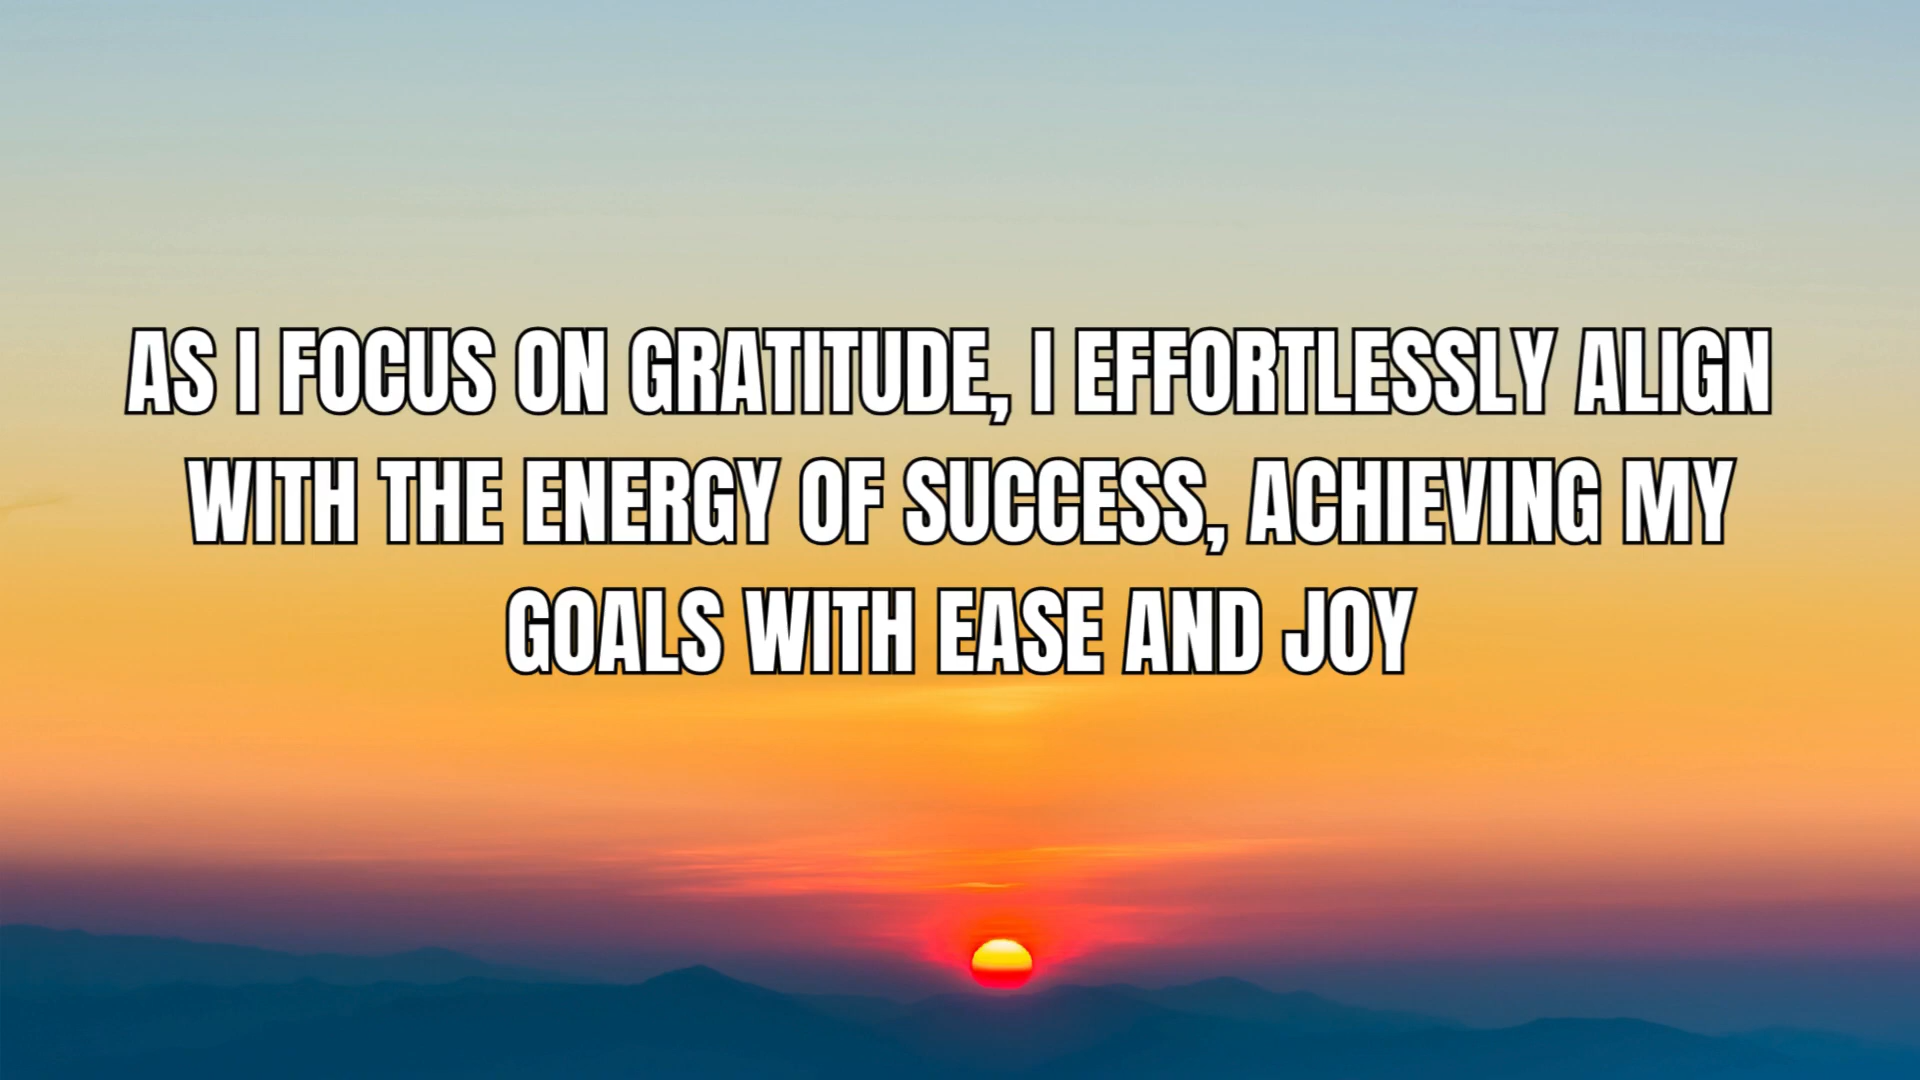 AS I FOCUS ON GRATITUDE, I EFFORTLESSLY ALIGN
WITH THE ENERGY OF SUCCESS, ACHIEVING MY
GOALS WITH EASE AND JOY